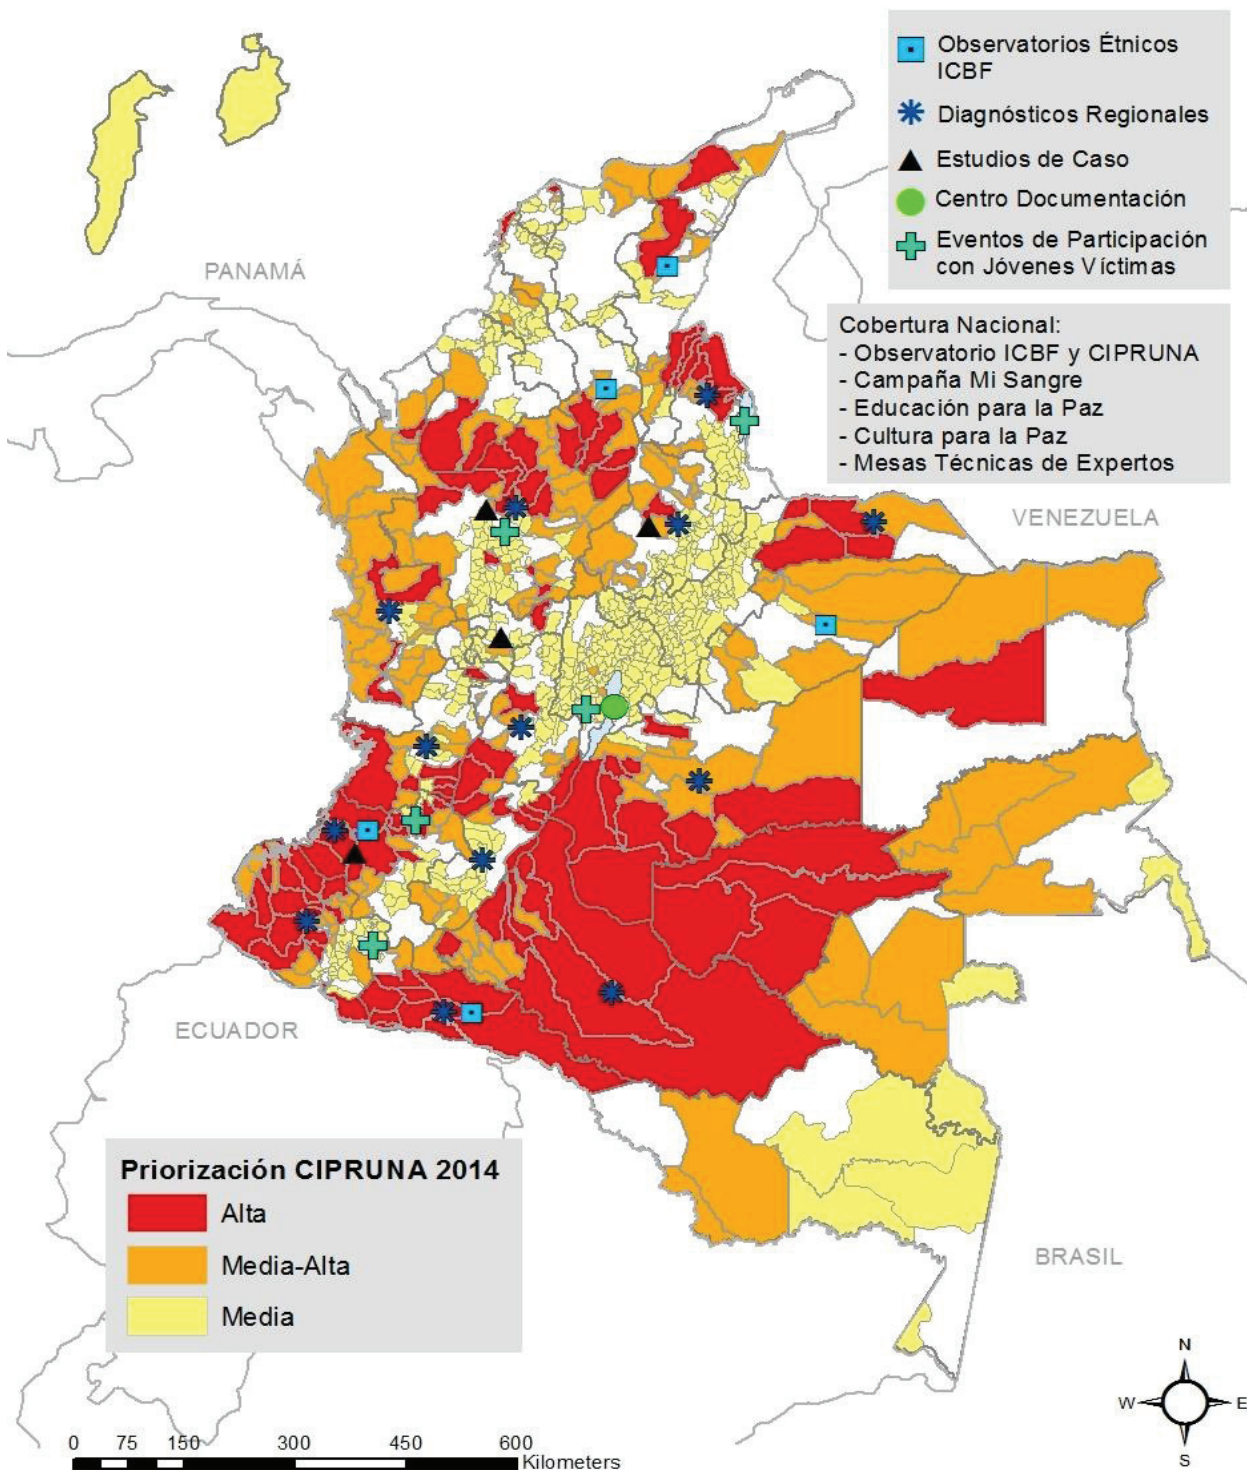 Observatorios Étnicos
ICBF
Diagnósticos Regionales
Estudios de Caso
Centro Documentación
Eventos de Participación
con Jóvenes Víctimas
PANAMÁ
Cobertura Nacional:
- Observatorio ICBF y CIPRUNA
- Campaña Mi Sangre
- Educación para la Paz
- Cultura para la Paz
- Mesas Técnicas de Expertos
VENEZUELA
ECUADOR
Priorización CIPRUNA 2014
Alta
Media-Alta
Media
BRASIL
N
W E
S
0 75 150 300 450 600
Kilometers